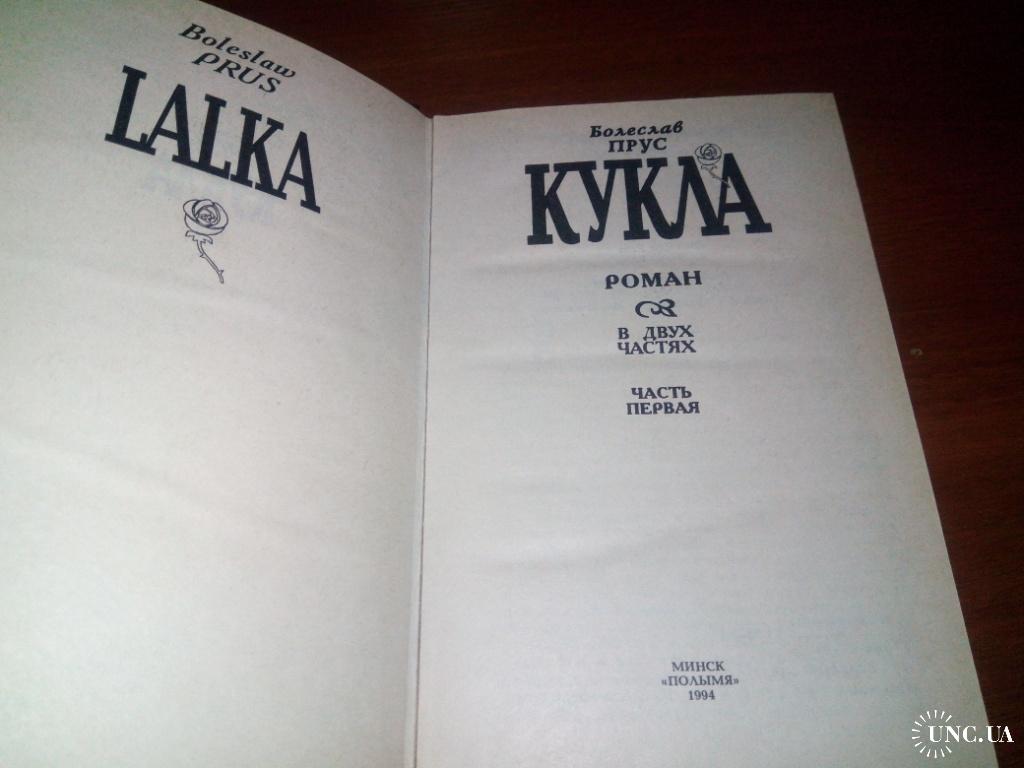 Boleslaw
PRUS
LALKA
Болеслав
ПРУС
КУКЛА
РОМАН
В ДВУХ
ЧАСТЯХ
ЧАСТЬ
ПЕРВАЯ
МИНСК
«ПОЛЫМЯ»
1994
UNC.UA